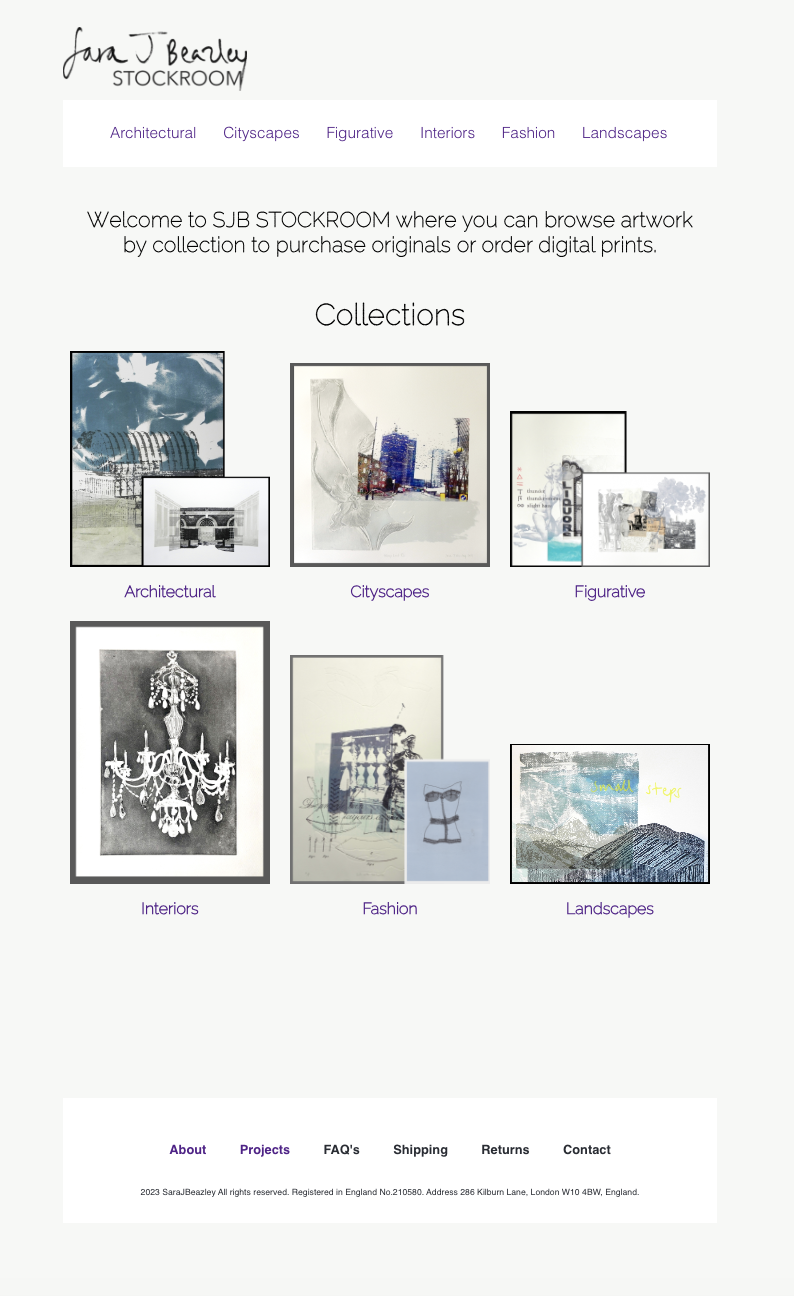 Sara J Beazley
STOCKROOM
Architectural Cityscapes Figurative Interiors Fashion Landscapes
Welcome to SJB STOCKROOM where you can browse artwork
by collection to purchase originals or order digital prints.
Collections
LIQUORS
small steps
Architectural Cityscapes Figurative
Interiors Fashion Landscapes
About Projects FAQ's Shipping Returns Contact
2023 SaraJBeazley All rights reserved. Registered in England No.210580. Address 286 Kilburn Lane, London W10 4BW, England.